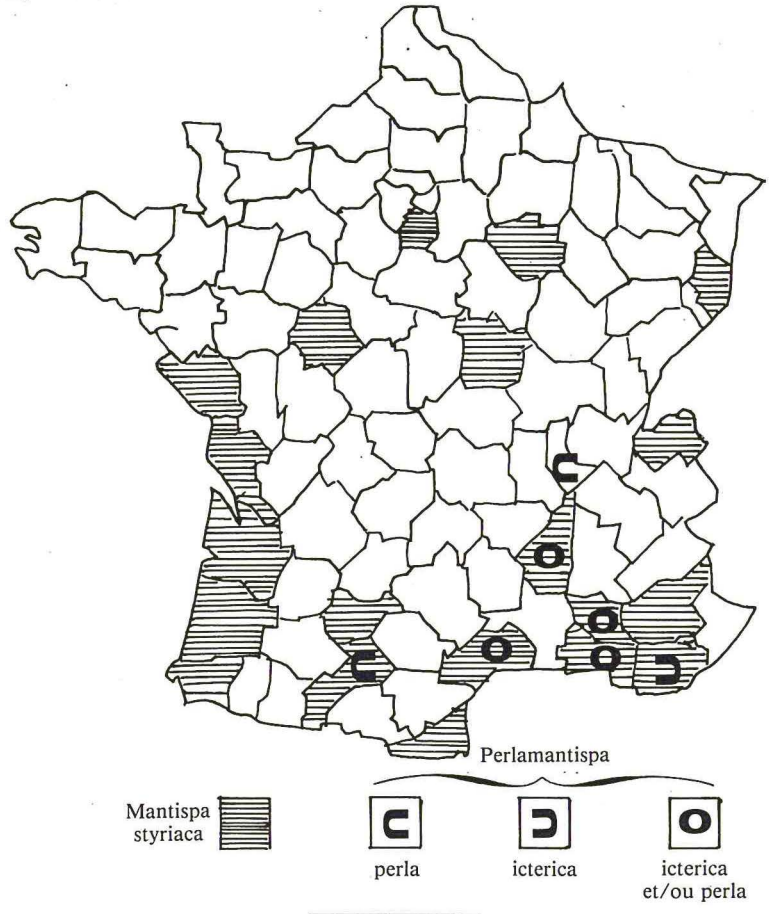 Perlamantispa
Mantispa
styriaca
perla
icterica
icterica
et/ou perla